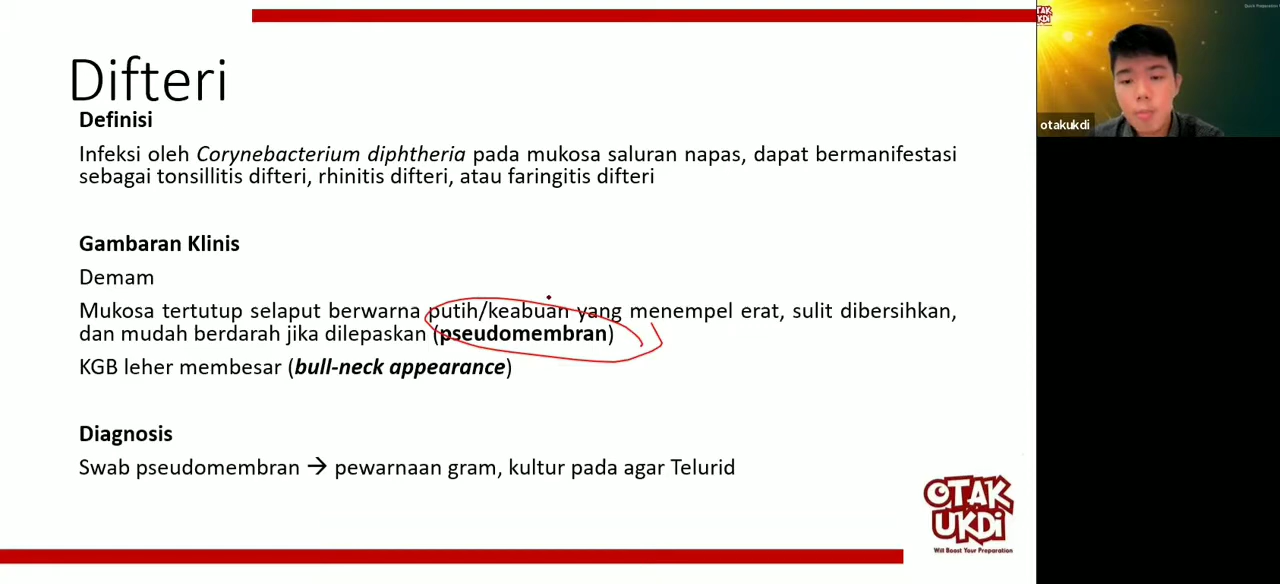 Difteri
Definisi
Infeksi oleh Corynebacterium diphtheria pada mukosa saluran napas, dapat bermanifestasi
sebagai tonsillitis difteri, rhinitis difteri, atau faringitis difteri
Gambaran Klinis
Demam
Mukosa tertutup selaput berwarna putih/keabuan yang menempel erat, sulit dibersihkan,
dan mudah berdarah jika dilepaskan (pseudomembran)
KGB leher membesar (bull-neck appearance)
Diagnosis
Swab pseudomembran → pewarnaan gram, kultur pada agar Telurid
OTAK
UKDi
Will Boost Your Preparation
otakukdi